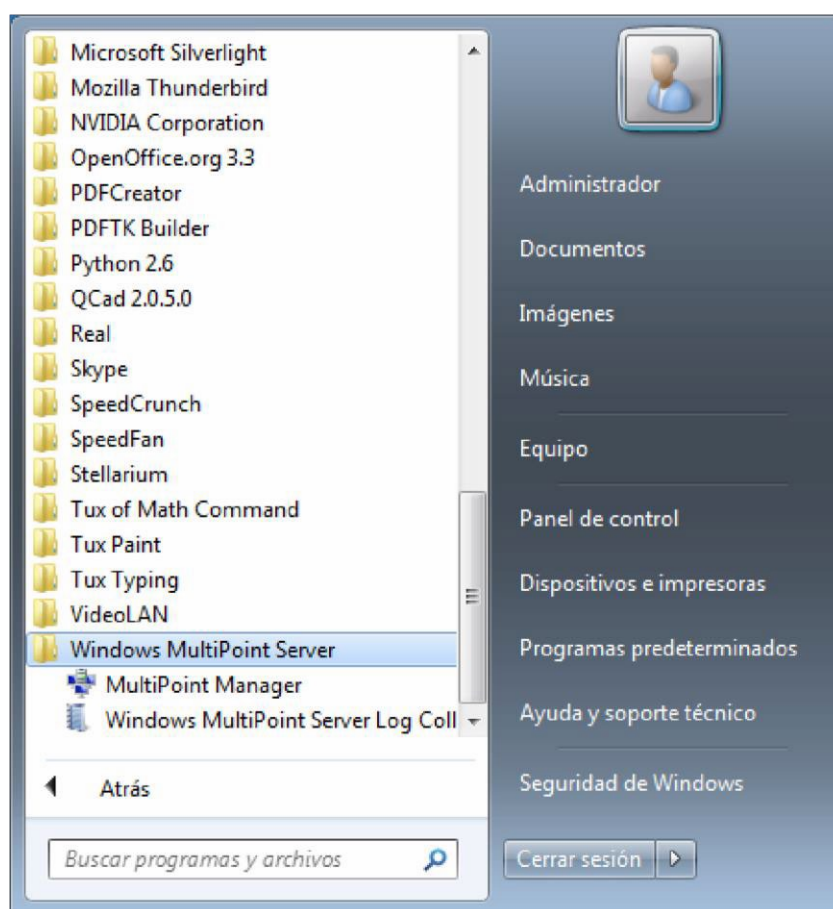 Microsoft Silverlight
Mozilla Thunderbird
NVIDIA Corporation
OpenOffice.org 3.3
PDFCreator
PDFTK Builder
Python 2.6
QCad 2.0.5.0
Real
Skype
SpeedCrunch
SpeedFan
Stellarium
Tux of Math Command
Tux Paint
Tux Typing
VideoLAN
Windows MultiPoint Server
MultiPoint Manager
Windows MultiPoint Server Log Coll
Atrás
Buscar programas y archivos
Administrador
Documentos
Imágenes
Música
Equipo
Panel de control
Dispositivos e impresoras
Programas predeterminados
Ayuda y soporte técnico
Seguridad de Windows
Cerrar sesión